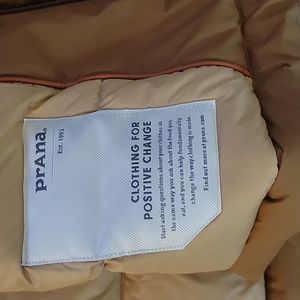 prAna.
Est. 1993
CLOTHING FOR
POSITIVE CHANGE
Start asking questions about your clothes in
the same way you ask about the food you
eat, and you can help fundamentally
change the way clothing is made.
Find out more at prana.com